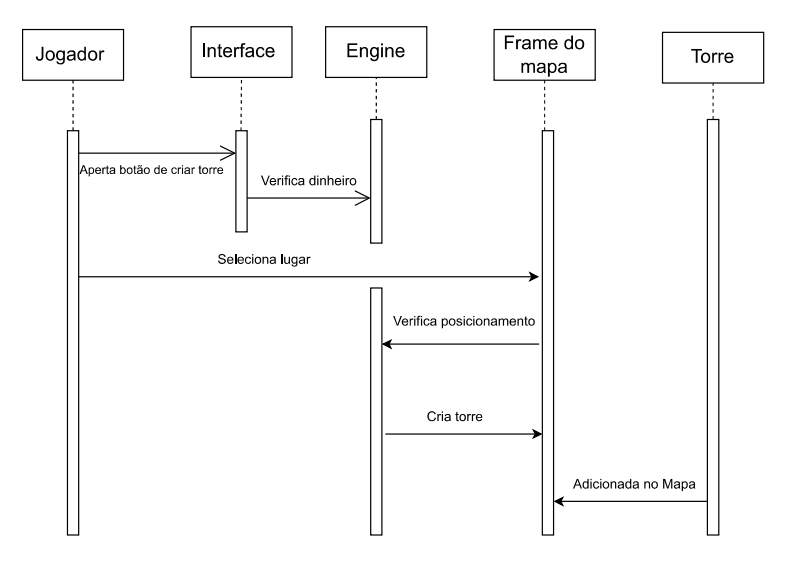 Jogador
Interface
Engine
Frame do
mapa
Torre
Aperta botão de criar torre
Verifica dinheiro
Seleciona lugar
Verifica posicionamento
Cria torre
Adicionada no Mapa